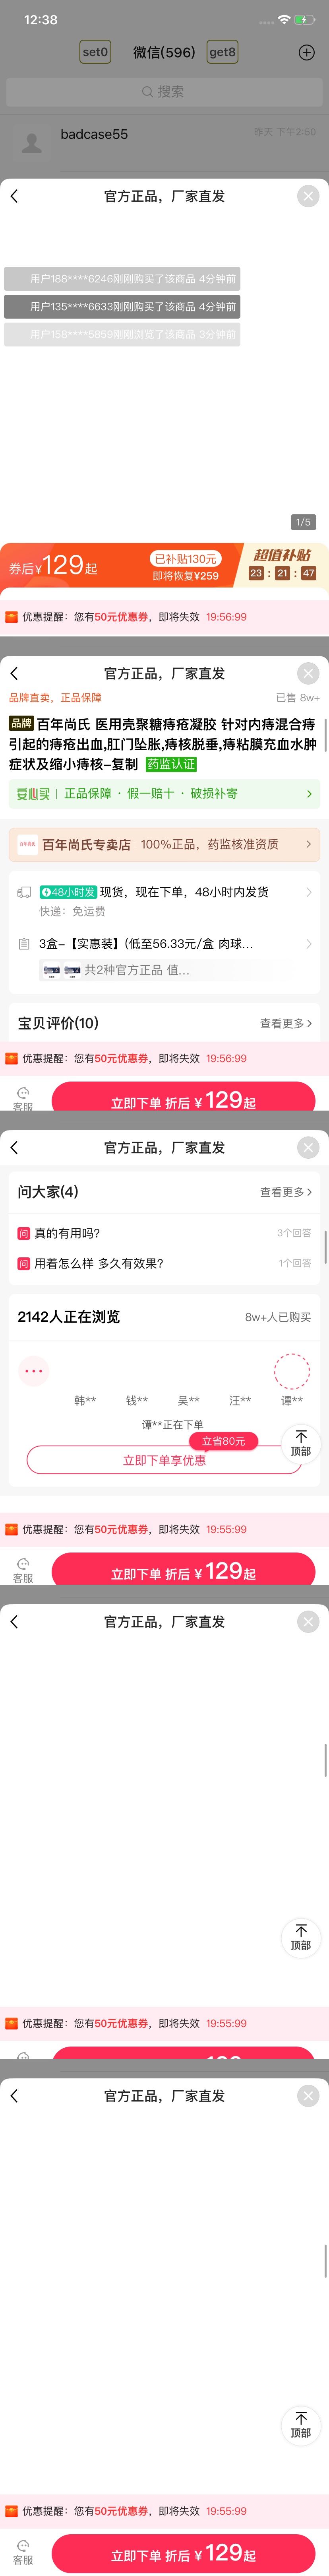 12:38
set0
微信(596)
get8
搜索
badcase55
昨天 下午2:50
官方正品，厂家直发
用户188****6246刚刚购买了该商品 4分钟前
用户135****6633刚刚购买了该商品 4分钟前
用户158****5859刚刚浏览了该商品 3分钟前
1/5
券后¥129起
已补贴130元
即将恢复¥259
超值补贴
23 : 21 : 47
优惠提醒：您有50元优惠券，即将失效 19:56:99
官方正品，厂家直发
品牌直卖，正品保障
已售 8w+
品牌 百年尚氏 医用壳聚糖痔疮凝胶 针对内痔混合痔
引起的痔疮出血,肛门坠胀,痔核脱垂,痔粘膜充血水肿
症状及缩小痔核-复制 药监认证
安心买 | 正品保障 · 假一赔十 · 破损补寄
百年尚氏专卖店 | 100%正品，药监核准资质
48小时发 现货，现在下单，48小时内发货
快递：免运费
3盒-【实惠装】(低至56.33元/盒 肉球...
共2种官方正品 值...
宝贝评价(10)
查看更多
优惠提醒：您有50元优惠券，即将失效 19:56:99
客服
立即下单 折后 ¥129起
官方正品，厂家直发
问大家(4)
查看更多
问 真的有用吗?
3个回答
问 用着怎么样 多久有效果?
1个回答
2142人正在浏览
8w+人已购买
韩**
钱**
吴**
汪**
谭**
谭**正在下单
立省80元
立即下单享优惠
顶部
优惠提醒：您有50元优惠券，即将失效 19:55:99
客服
立即下单 折后 ¥129起
官方正品，厂家直发
顶部
优惠提醒：您有50元优惠券，即将失效 19:55:99
官方正品，厂家直发
顶部
优惠提醒：您有50元优惠券，即将失效 19:55:99
客服
立即下单 折后 ¥129起